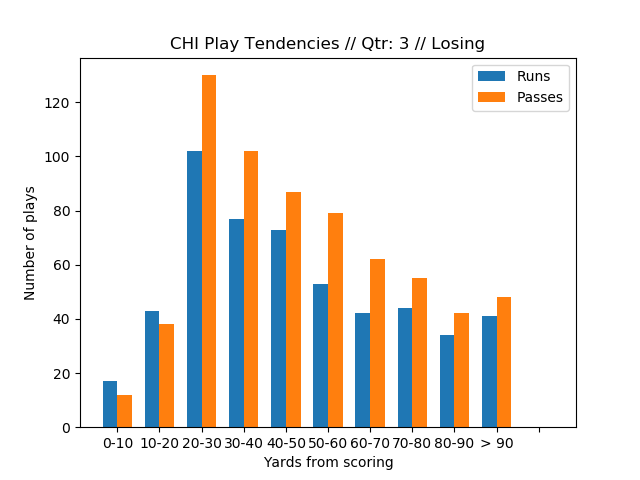 CHI Play Tendencies // Qtr: 3 // Losing
Runs
Passes
Number of plays
120
100
80
60
40
20
0
0-10 10-20 20-30 30-40 40-50 50-60 60-70 70-80 80-90 > 90
Yards from scoring